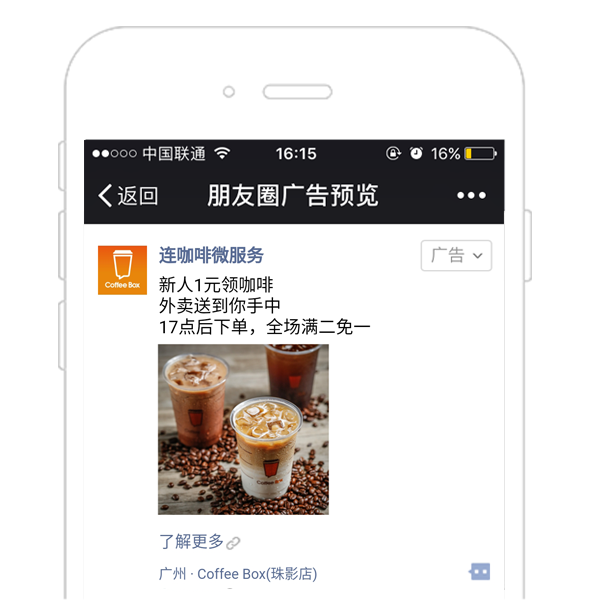 中国联通 16:15 16%
返回 朋友圈广告预览
连咖啡微服务 广告
Coffee Box
新人1元领咖啡
外卖送到你手中
17点后下单，全场满二免一
Coffee Box
了解更多
广州 · Coffee Box(珠影店)